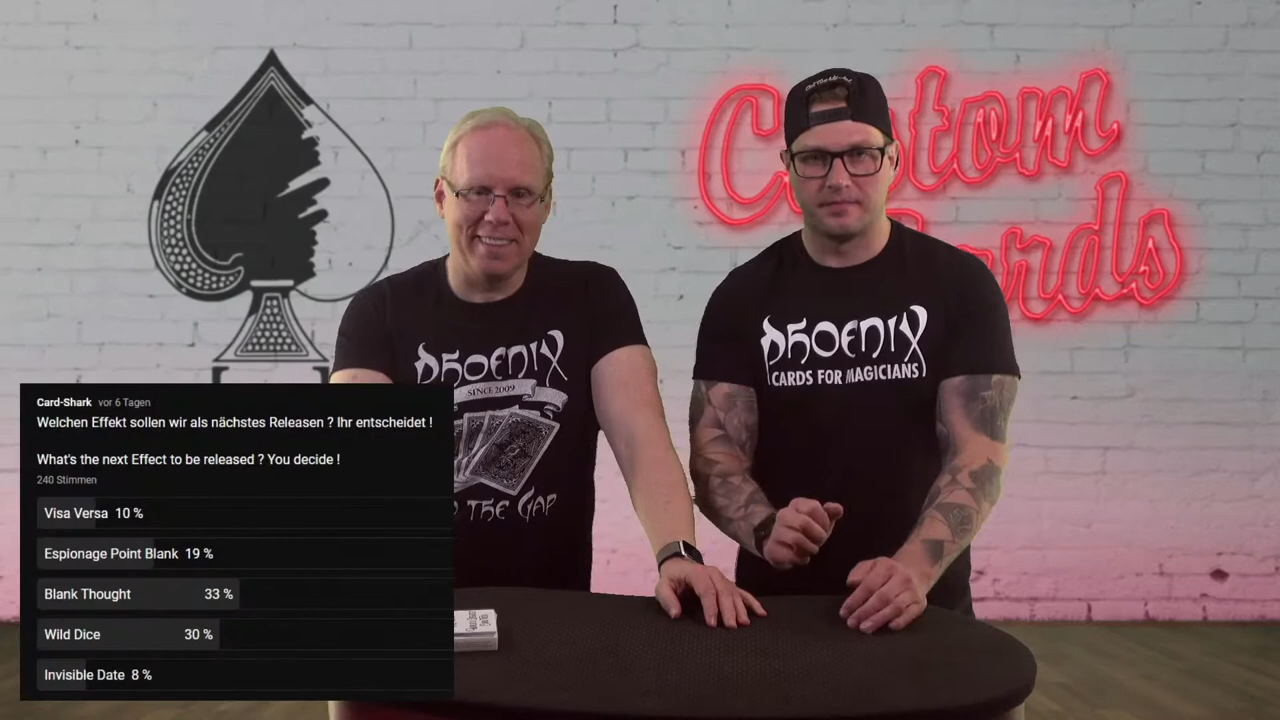 Custom
PHOENIX
SINCE 2009
THE GAP
PHOENIX
CARDS FOR MAGICIANS
Card-Shark vor 6 Tagen
Welchen Effekt sollen wir als nächstes Releasen ? Ihr entscheidet !
What's the next Effect to be released ? You decide !
240 Stimmen
Visa Versa 10 %
Espionage Point Blank 19 %
Blank Thought 33 %
Wild Dice 30 %
Invisible Date 8 %